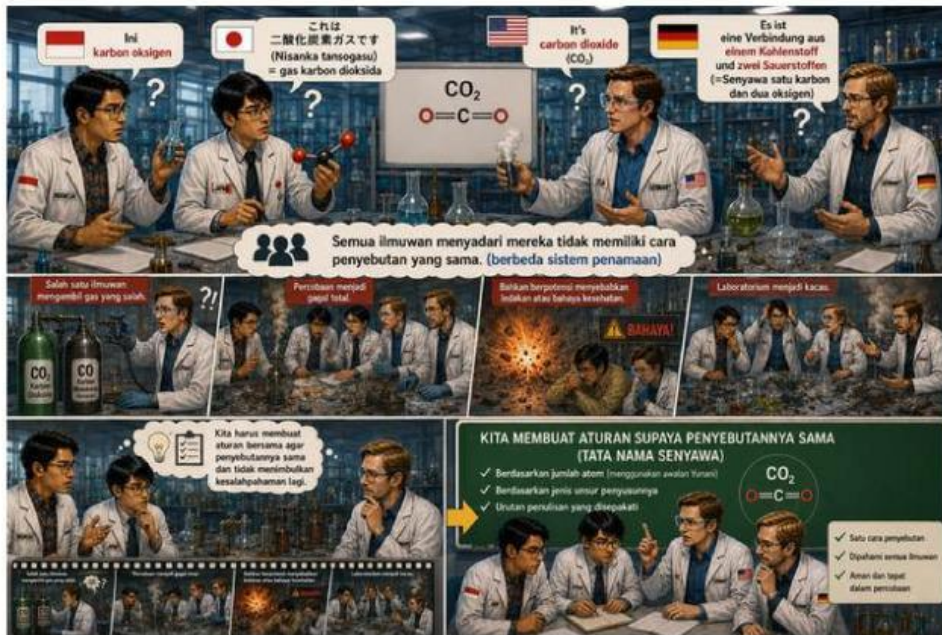 Ini
karbon oksigen
これは
二酸化炭素ガスです
(Nisanka tansogasu)
= gas karbon dioksida
It's
carbon dioxide
(CO₂)
Es ist
eine Verbindung aus
einem Kohlenstoff
und zwei Sauerstoffen
(=Senyawa satu karbon
dan dua oksigen)
?
?
?
?
CO₂
O=C=O
Semua ilmuwan menyadari mereka tidak memiliki cara
penyebutan yang sama. (berbeda sistem penamaan)
Salah satu ilmuwan
mengambil gas yang salah.
?!
CO₂
Karbon
CO
Karbon
Percobaan menjadi
gagal total.
Bahkan berpotensi menyebabkan
ledakan atau bahaya kesehatan.
BAHAYA!
Laboratorium menjadi kacau.
Kita harus membuat
aturan bersama agar
penyebutannya sama
dan tidak menimbulkan
kesalahpahaman lagi.
KITA MEMBUAT ATURAN SUPAYA PENYEBUTANNYA SAMA
(TATA NAMA SENYAWA)
✓ Berdasarkan jumlah atom (menggunakan awalan Yunani)
✓ Berdasarkan jenis unsur penyusunnya
✓ Urutan penulisan yang disepakati
CO₂
O=C=O
✓ Satu cara penyebutan
✓ Dipahami semua ilmuwan
✓ Aman dan tepat
dalam percobaan